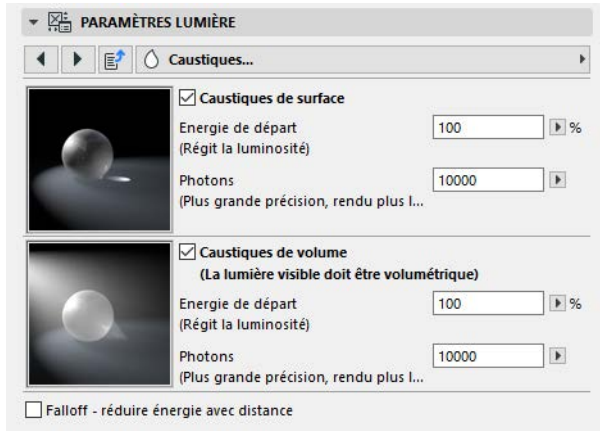 PARAMÈTRES LUMIÈRE
Caustiques...
Caustiques de surface
Energie de départ 100 %
(Régit la luminosité)
Photons 10000
(Plus grande précision, rendu plus l...
Caustiques de volume
(La lumière visible doit être volumétrique)
Energie de départ 100 %
(Régit la luminosité)
Photons 10000
(Plus grande précision, rendu plus l...
Falloff - réduire énergie avec distance